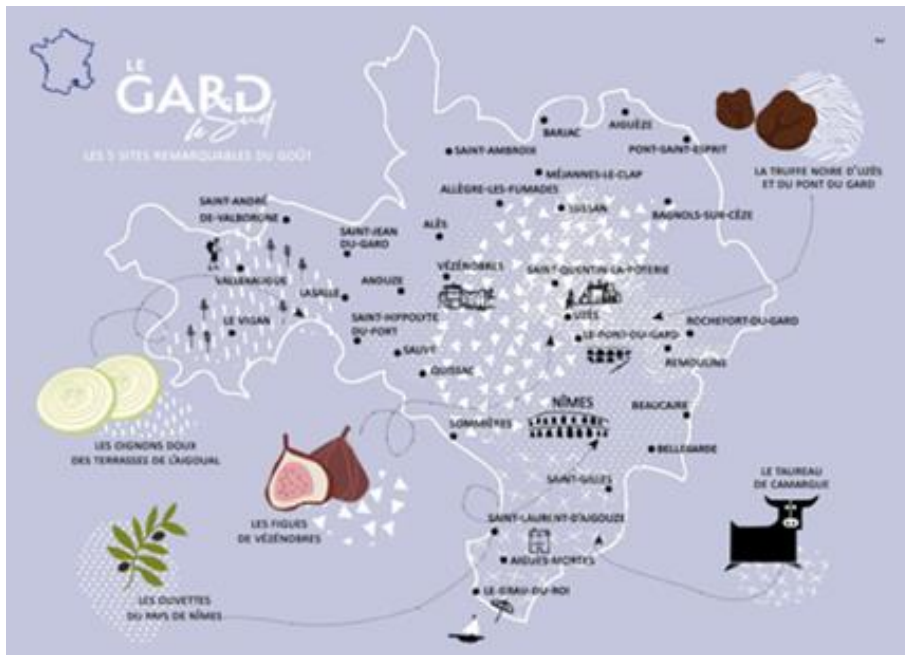 LE
GARD
le Sud
LES 5 SITES REMARQUABLES DU GOÛT
BARJAC
AIGUÈZE
PONT-SAINT-ESPRIT
SAINT-AMBROIX
MÉJANNES-LE-CLAP
ALLÈGRE-LES-FUMADES
LUSSAN
BAGNOLS-SUR-CÈZE
LA TRUFFE NOIRE D'UZÈS
ET DU PONT DU GARD
SAINT-ANDRÉ
DE-VALBORGNE
SAINT-JEAN
DU-GARD
ALÈS
VÉZÉNOBRES
SAINT-QUENTIN-LA-POTERIE
VALLERAUGUE
LASALLE
ANDUZE
UZÈS
LE VIGAN
SAINT-HIPPOLYTE
DU-FORT
LE-PONT-DU-GARD
ROCHEFORT-DU-GARD
REMOULINS
SAUVE
QUISSAC
NÎMES
BEAUCAIRE
SOMMIÈRES
BELLEGARDE
LES OIGNONS DOUX
DES TERRASSES DE L'AIGOUAL
SAINT-GILLES
LE TAUREAU
DE CAMARGUE
LES FIGUES
DE VÉZÉNOBRES
SAINT-LAURENT-D'AIGOUZE
AIGUES-MORTES
LE-GRAU-DU-ROI
LES OLIVETTES
DU PAYS DE NÎMES